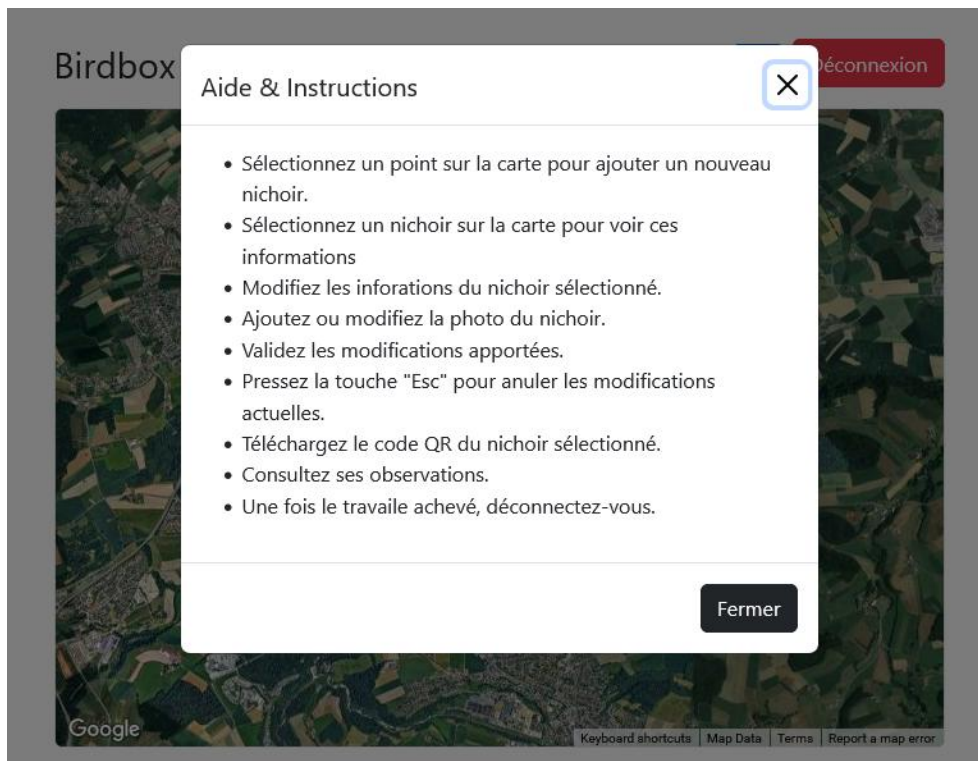 Birdbox
Déconnexion
Aide & Instructions
• Sélectionnez un point sur la carte pour ajouter un nouveau
nichoir.
• Sélectionnez un nichoir sur la carte pour voir ces
informations
• Modifiez les inforations du nichoir sélectionné.
• Ajoutez ou modifiez la photo du nichoir.
• Validez les modifications apportées.
• Pressez la touche "Esc" pour anuler les modifications
actuelles.
• Téléchargez le code QR du nichoir sélectionné.
• Consultez ses observations.
• Une fois le travaile achevé, déconnectez-vous.
Fermer
Google
Keyboard shortcuts Map Data Terms Report a map error